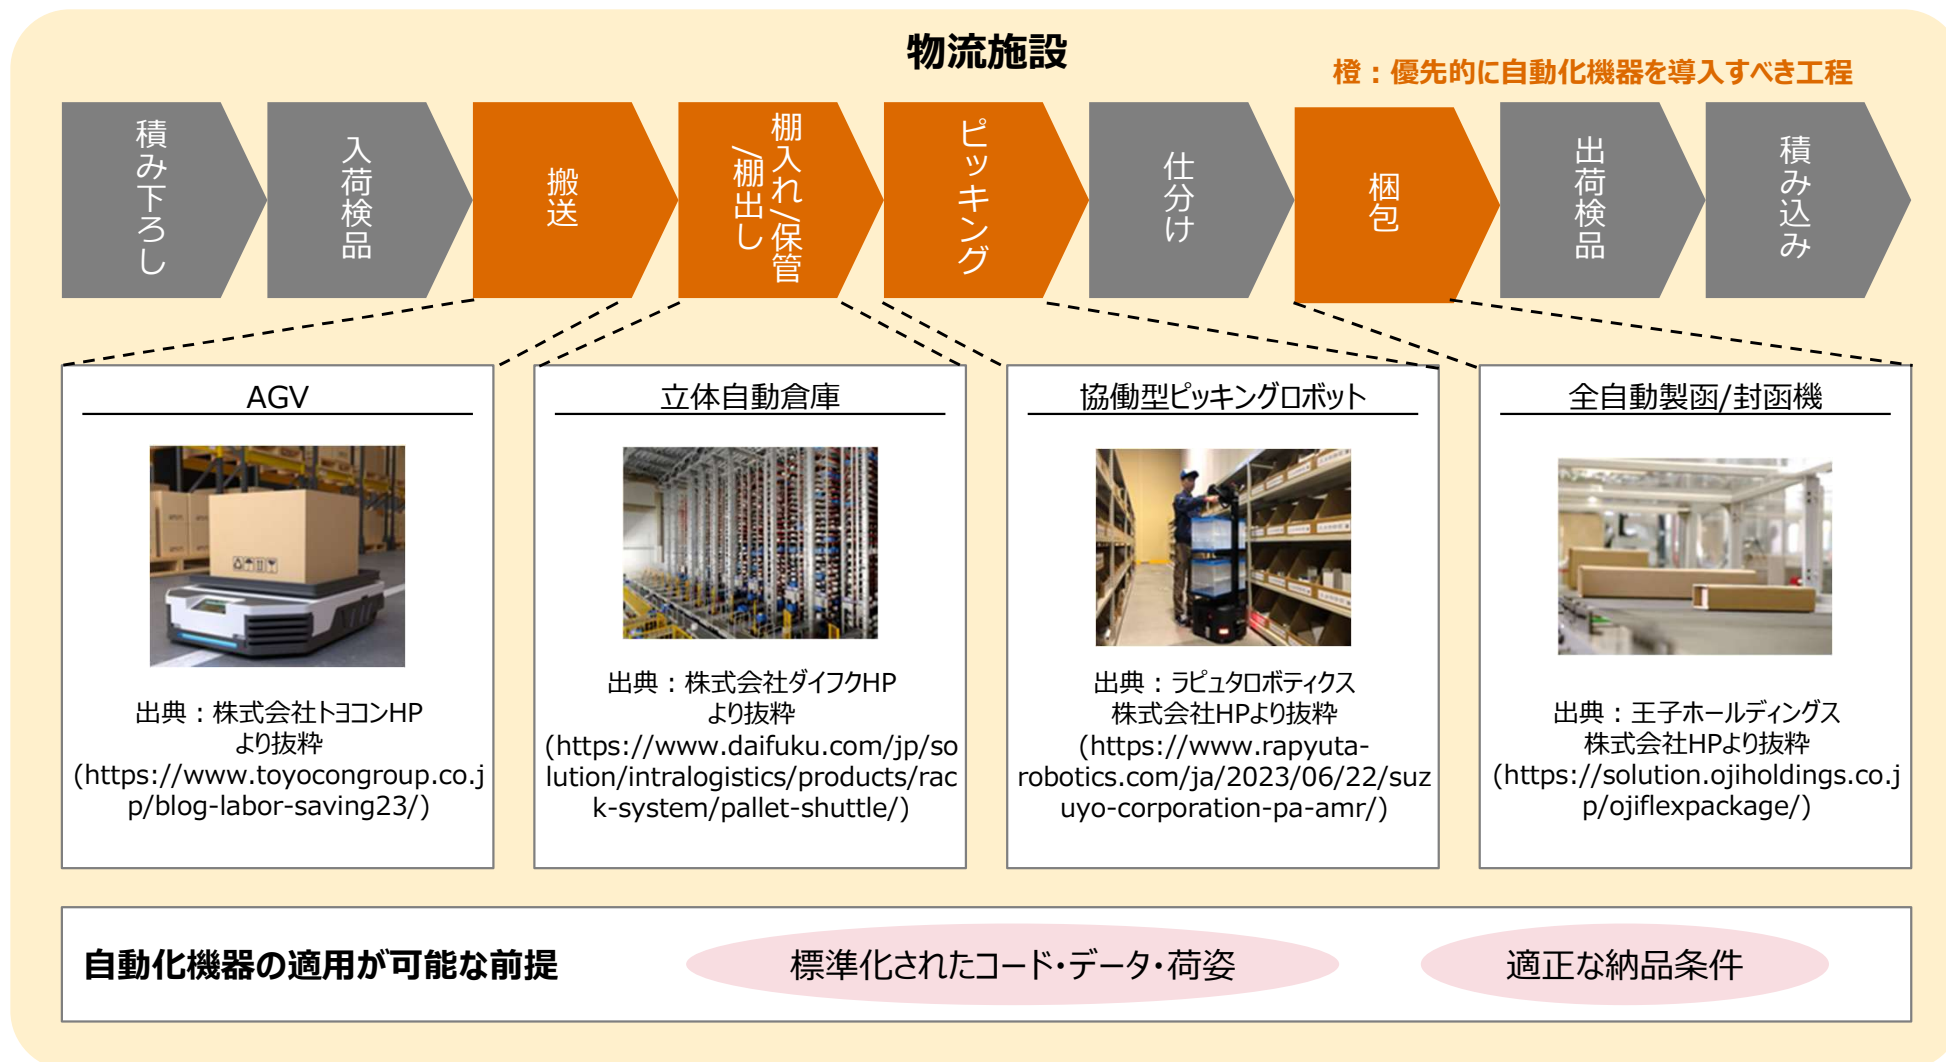 物流施設
橙：優先的に自動化機器を導入すべき工程
積み下ろし
入荷検品
搬送
棚入れ/保管
/棚出し
ピッキング
仕分け
梱包
出荷検品
積み込み
AGV
出典：株式会社トヨコンHP
より抜粋
(https://www.toyocongroup.co.j
p/blog-labor-saving23/)
立体自動倉庫
出典：株式会社ダイフクHP
より抜粋
(https://www.daifuku.com/jp/so
lution/intralogistics/products/rac
k-system/pallet-shuttle/)
協働型ピッキングロボット
出典：ラピュタロボティクス
株式会社HPより抜粋
(https://www.rapyuta-
robotics.com/ja/2023/06/22/suz
uyo-corporation-pa-amr/)
全自動製函/封函機
出典：王子ホールディングス
株式会社HPより抜粋
(https://solution.ojiholdings.co.j
p/ojiflexpackage/)
自動化機器の適用が可能な前提
標準化されたコード・データ・荷姿
適正な納品条件